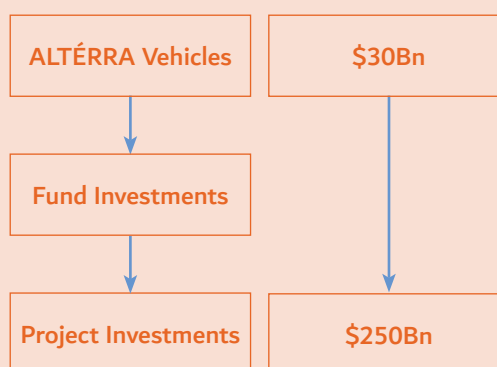 ALTÉRRA Vehicles
$30Bn
Fund Investments
Project Investments
$250Bn